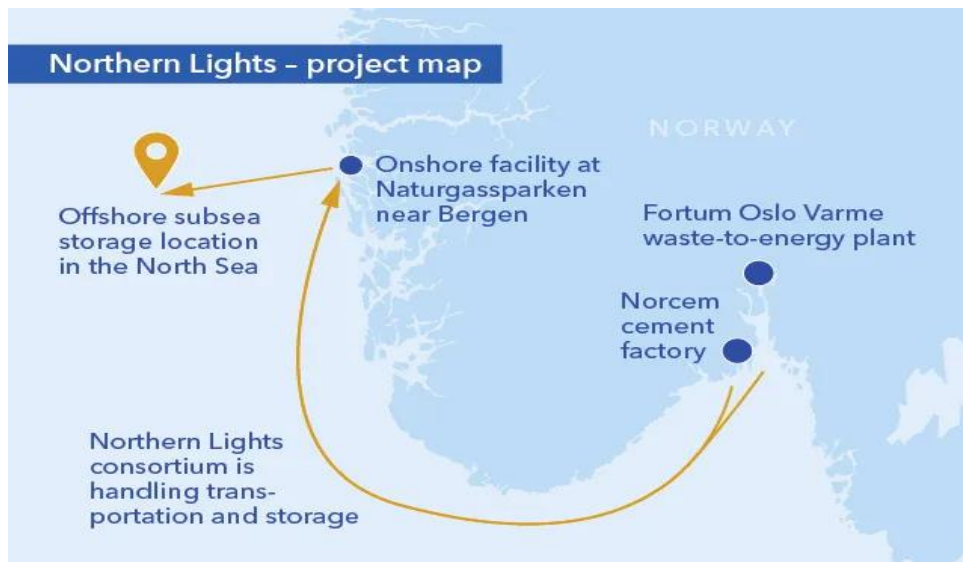 Northern Lights – project map
NORWAY
Onshore facility at
Naturgassparken
near Bergen
Offshore subsea
storage location
in the North Sea
Fortum Oslo Varme
waste-to-energy plant
Norcem
cement
factory
Northern Lights
consortium is
handling trans-
portation and storage